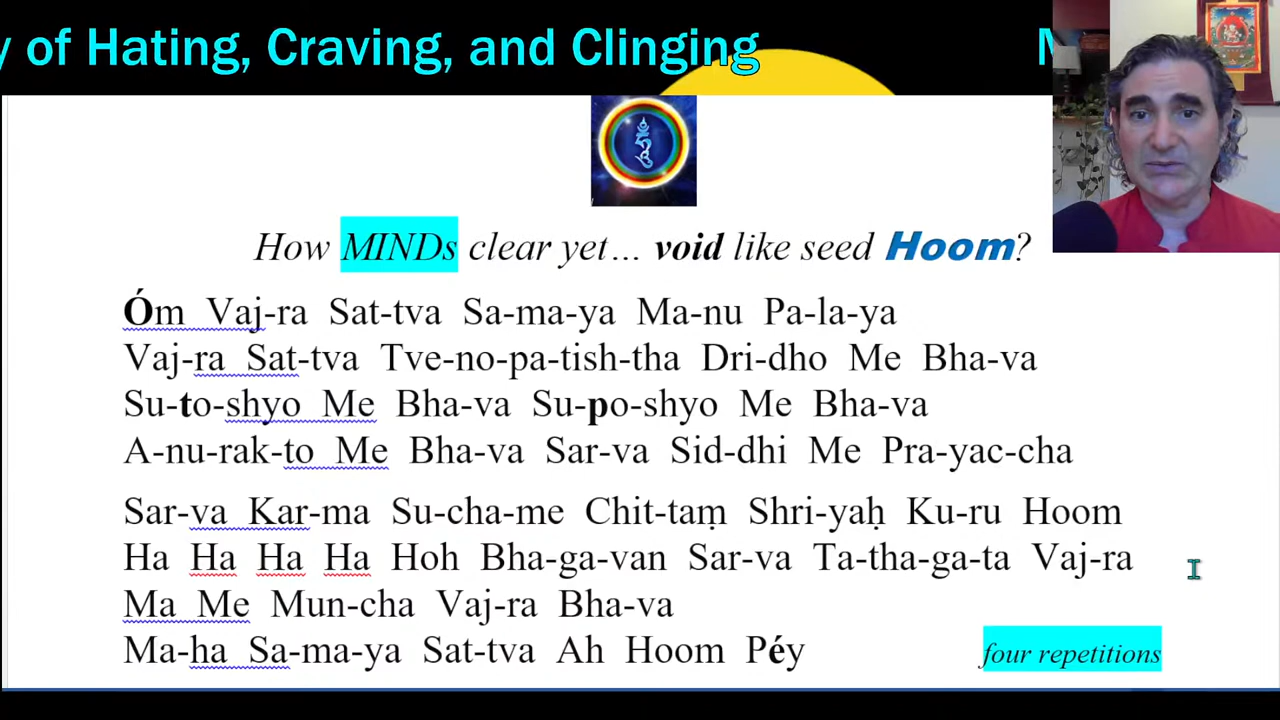 y of Hating, Craving, and Clinging
How MINDs clear yet… void like seed Hoom?
Óm Vaj-ra Sat-tva Sa-ma-ya Ma-nu Pa-la-ya
Vaj-ra Sat-tva Tve-no-pa-tish-tha Dri-dho Me Bha-va
Su-to-shyo Me Bha-va Su-po-shyo Me Bha-va
A-nu-rak-to Me Bha-va Sar-va Sid-dhi Me Pra-yac-cha
Sar-va Kar-ma Su-cha-me Chit-taṃ Shri-yaḥ Ku-ru Hoom
Ha Ha Ha Ha Hoh Bha-ga-van Sar-va Ta-tha-ga-ta Vaj-ra
Ma Me Mun-cha Vaj-ra Bha-va
Ma-ha Sa-ma-ya Sat-tva Ah Hoom Péy
four repetitions